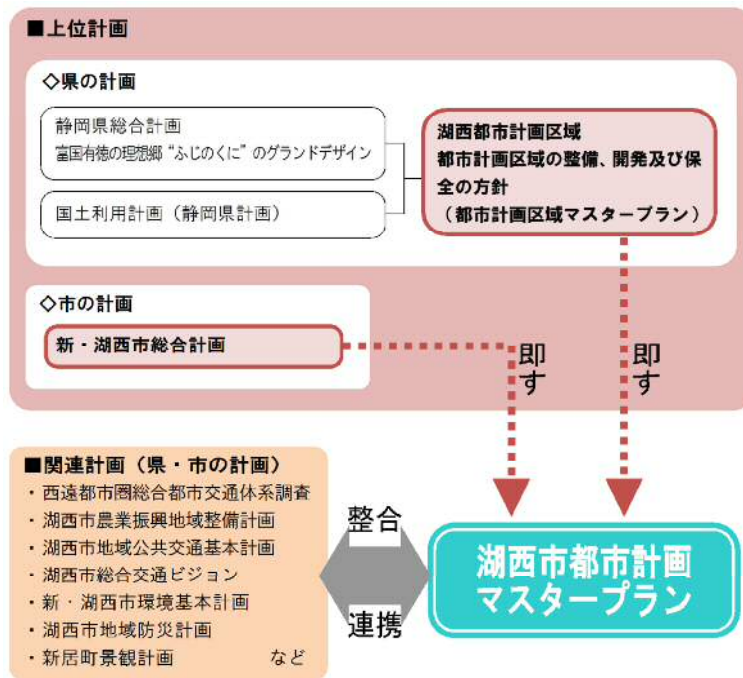 ■上位計画
◇県の計画
静岡県総合計画
富国有徳の理想郷“ふじのくに”のグランドデザイン
国土利用計画（静岡県計画）
湖西都市計画区域
都市計画区域の整備、開発及び保
全の方針
（都市計画区域マスタープラン）
◇市の計画
新・湖西市総合計画
即す
即す
■関連計画（県・市の計画）
・西遠都市圏総合都市交通体系調査
・湖西市農業振興地域整備計画
・湖西市地域公共交通基本計画
・湖西市総合交通ビジョン
・新・湖西市環境基本計画
・湖西市地域防災計画
・新居町景観計画　　　　など
整合
連携
湖西市都市計画
マスタープラン